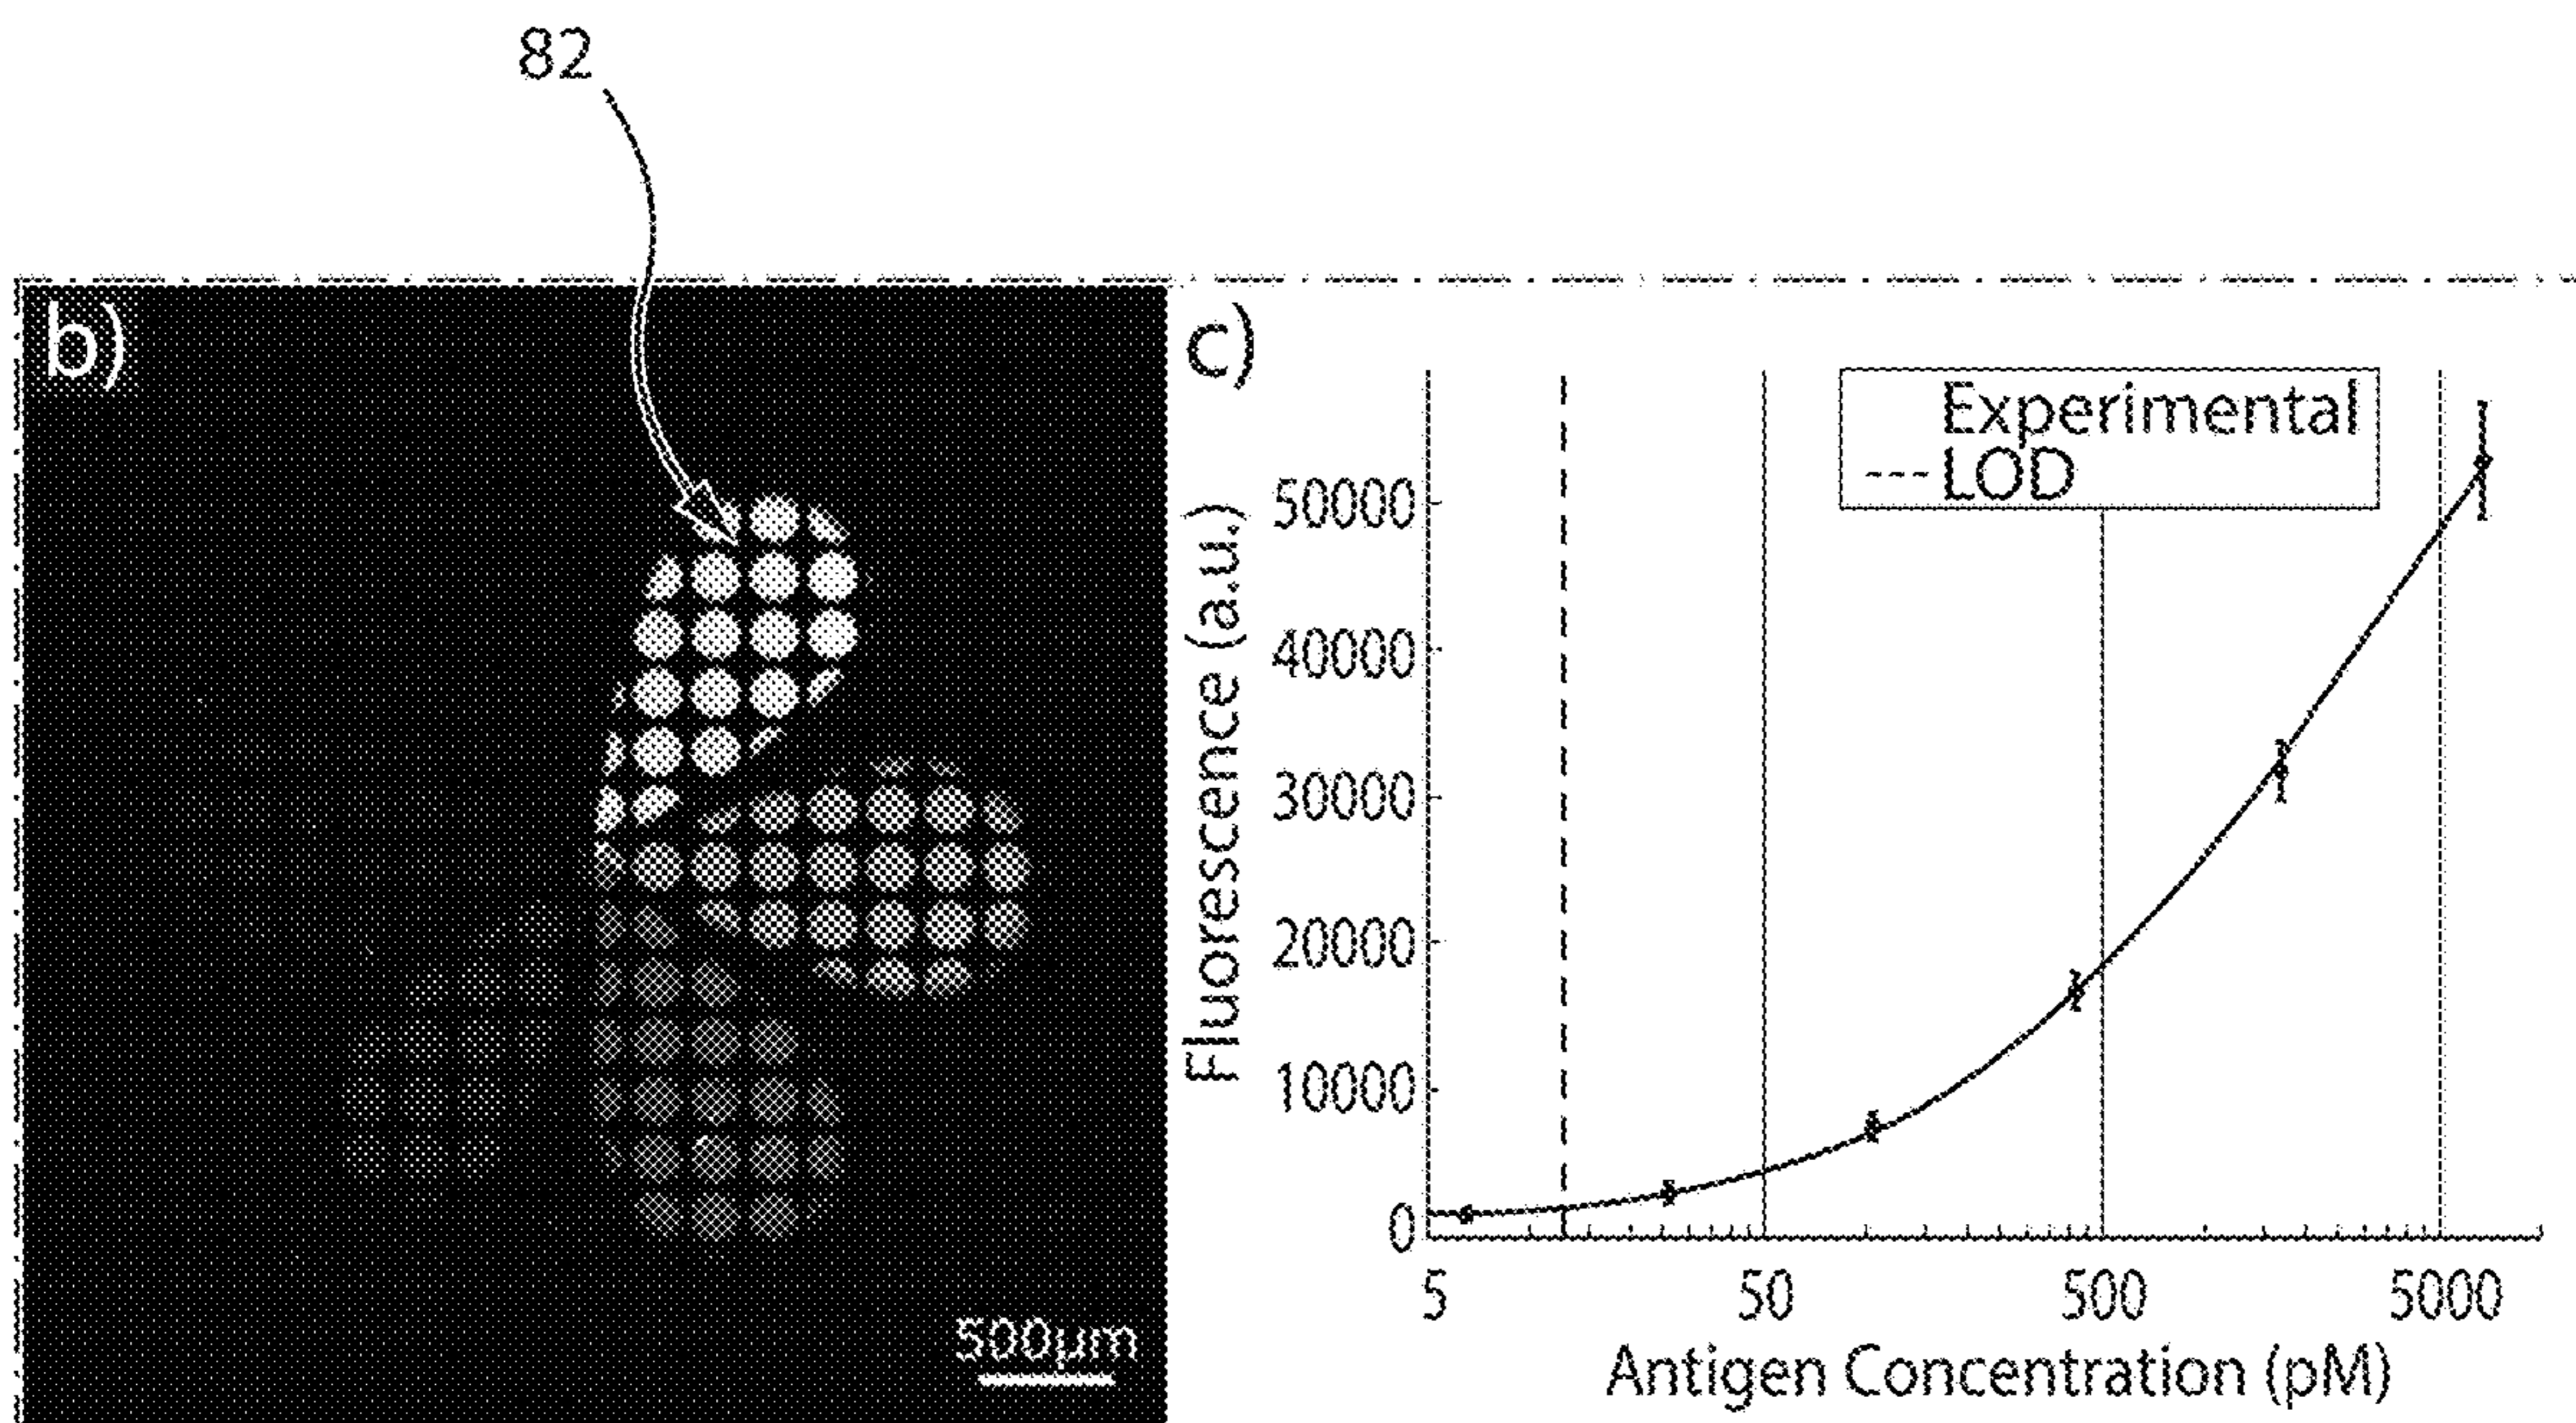 82
b)
500µm
c)
Experimental
--- LOD
Fluorescence (a.u.)
50000
40000
30000
20000
10000
0
5 50 500 5000
Antigen Concentration (pM)